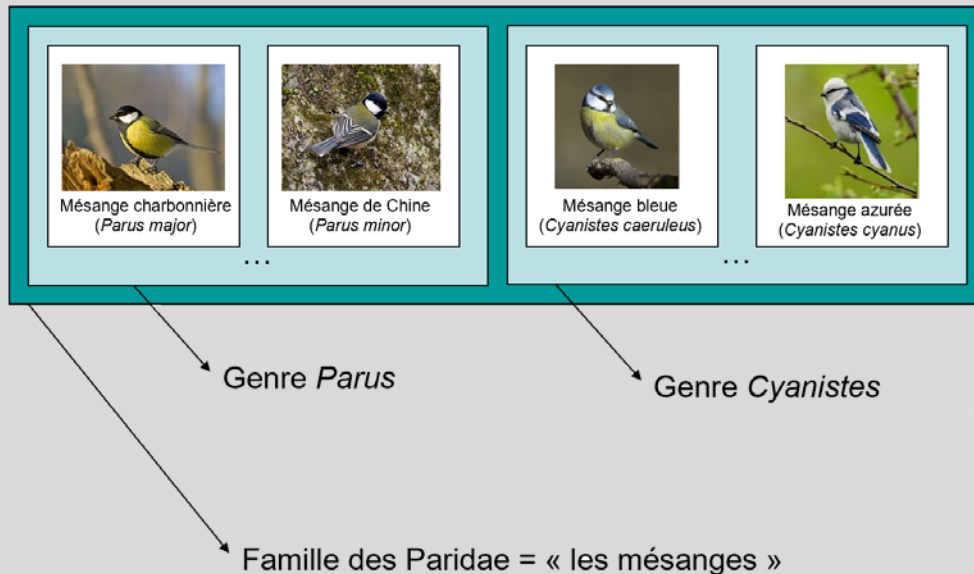 Mésange charbonnière
(Parus major)
Mésange de Chine
(Parus minor)
...
Mésange bleue
(Cyanistes caeruleus)
Mésange azurée
(Cyanistes cyanus)
...
Genre Parus
Genre Cyanistes
Famille des Paridae = « les mésanges »